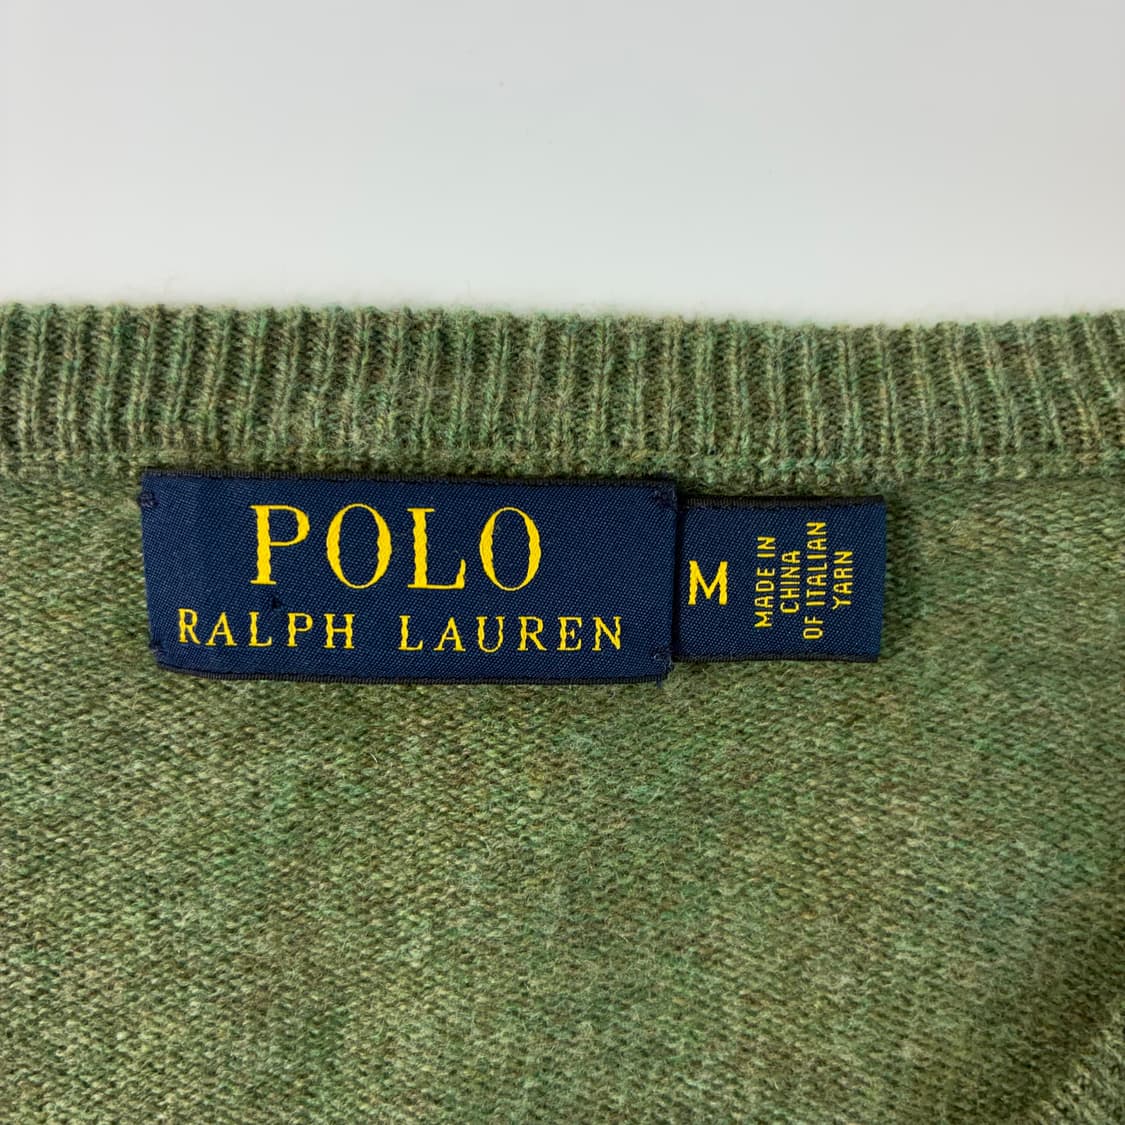 POLO
RALPH LAUREN
M
MADE IN
CHINA
OF ITALIAN
YARN